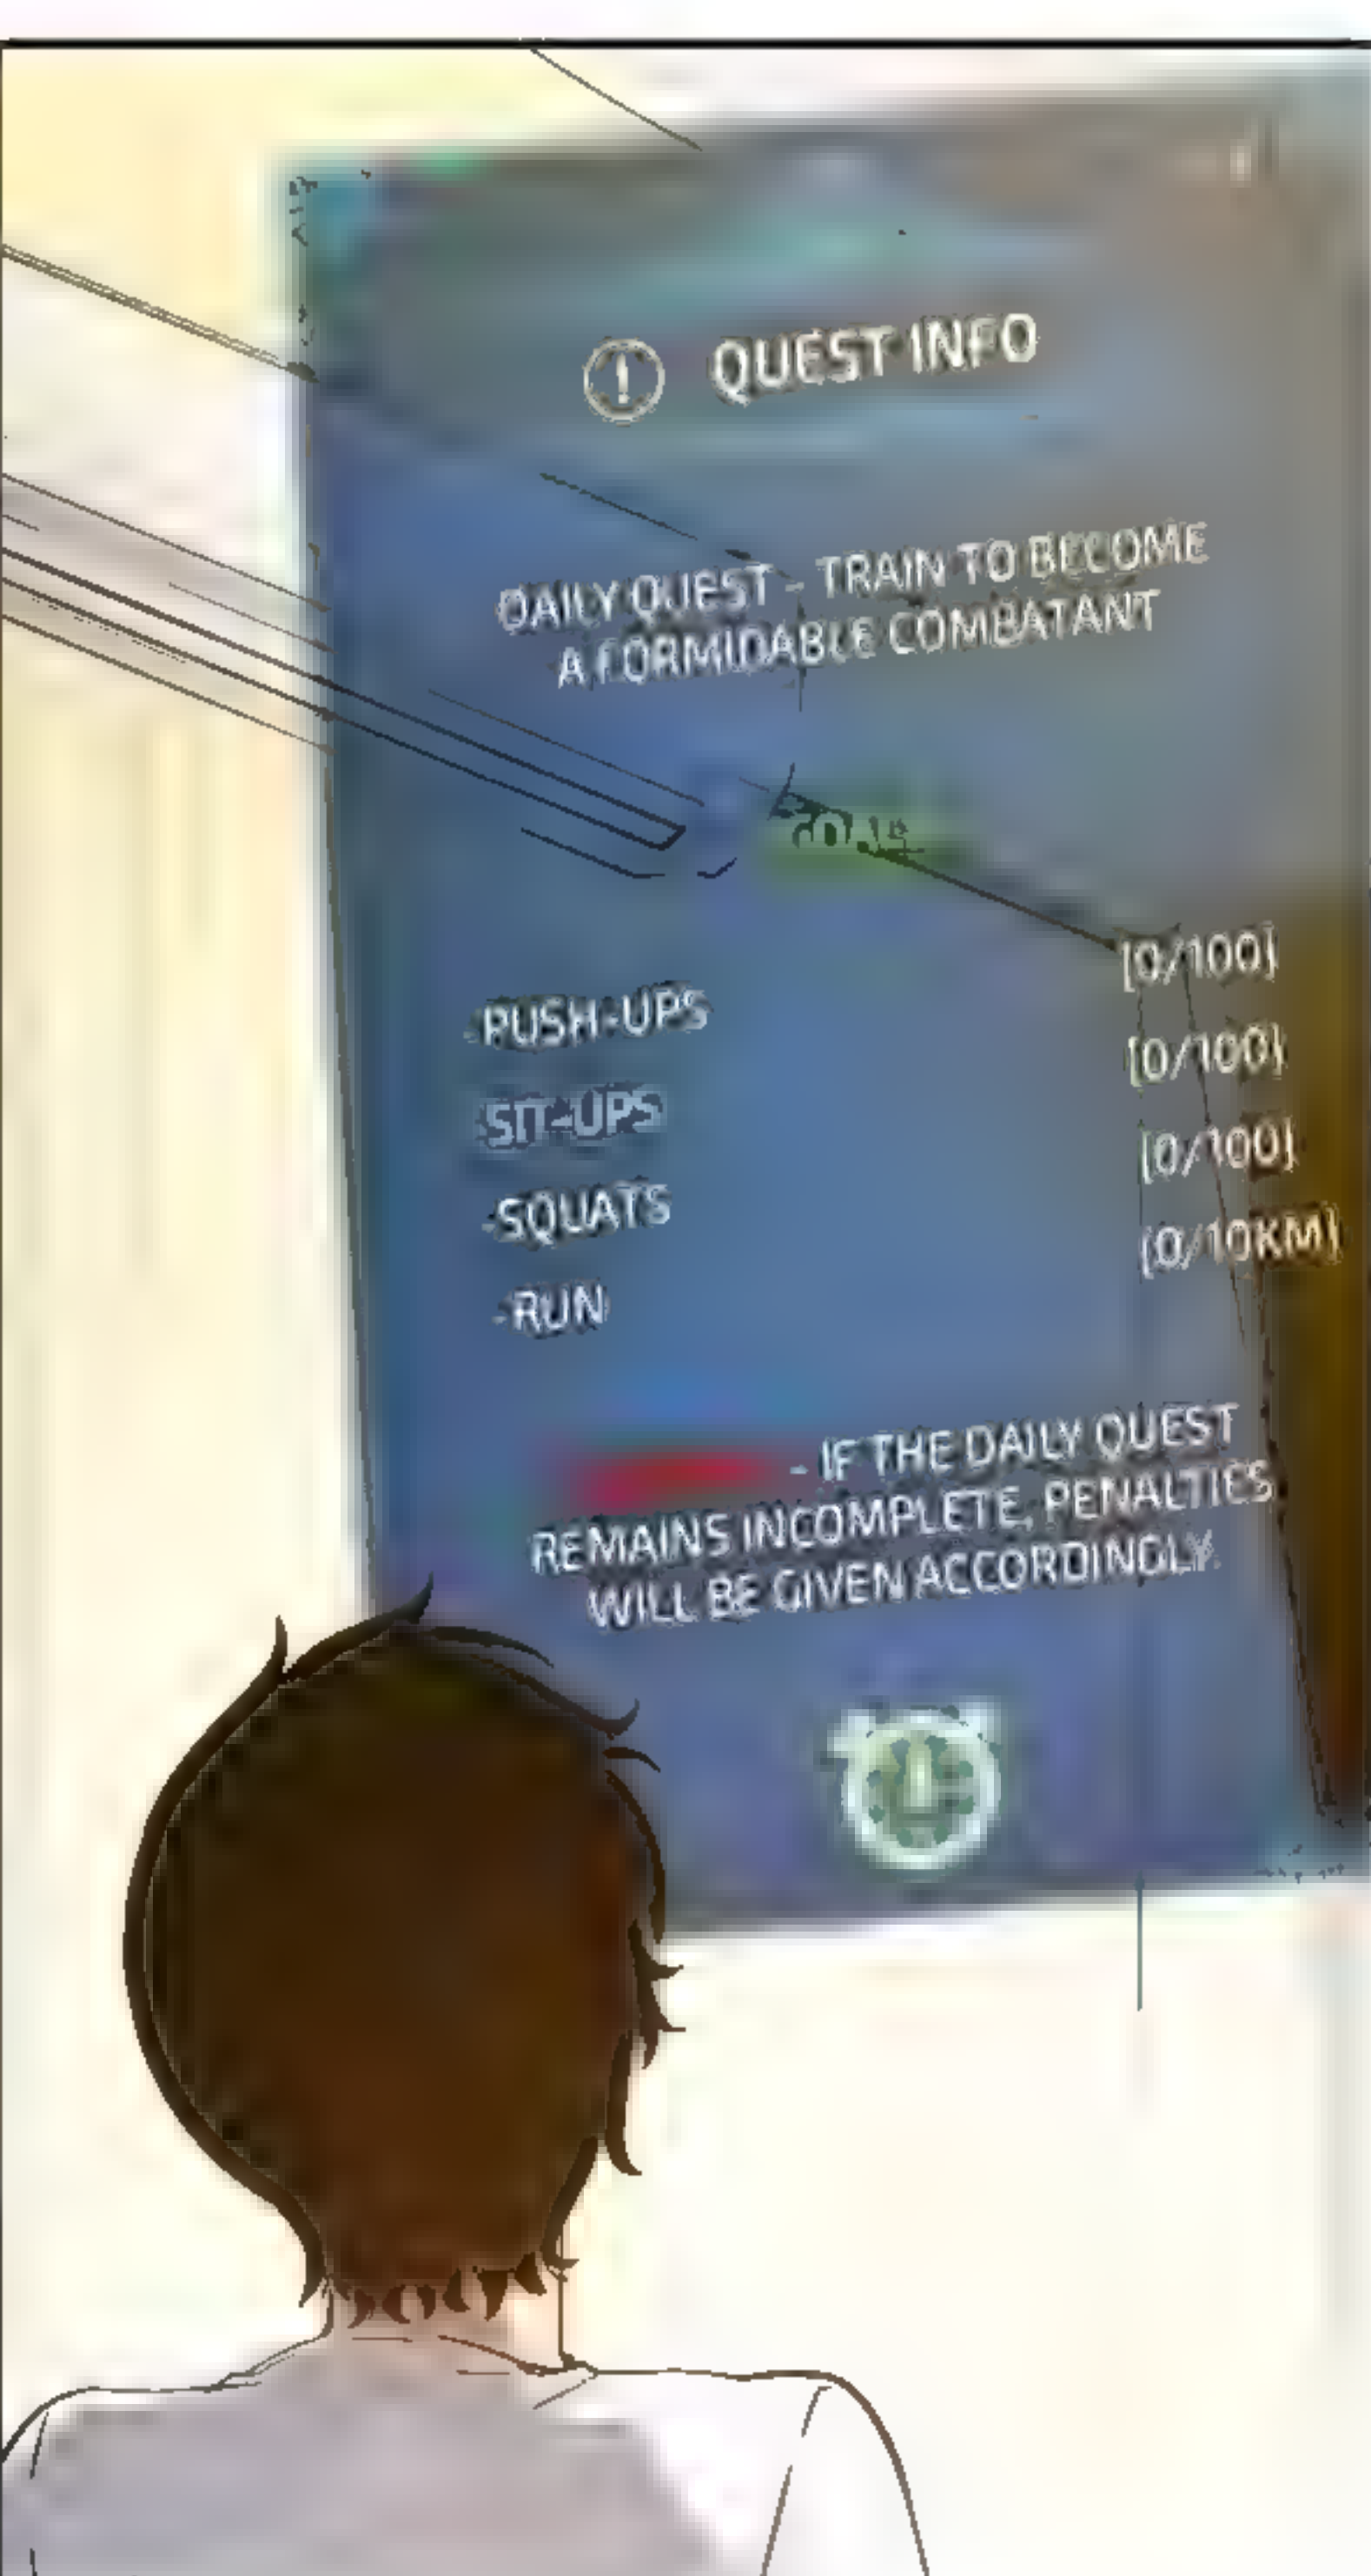 QUEST INFO
DAILY QUEST - TRAIN TO BECOME
A FORMIDABLE COMBATANT
-PUSH-UPS [0/100]
-SIT-UPS [0/100]
-SQUATS [0/100]
-RUN [0/10KM]
- IF THE DAILY QUEST
REMAINS INCOMPLETE, PENALTIES
WILL BE GIVEN ACCORDINGLY.